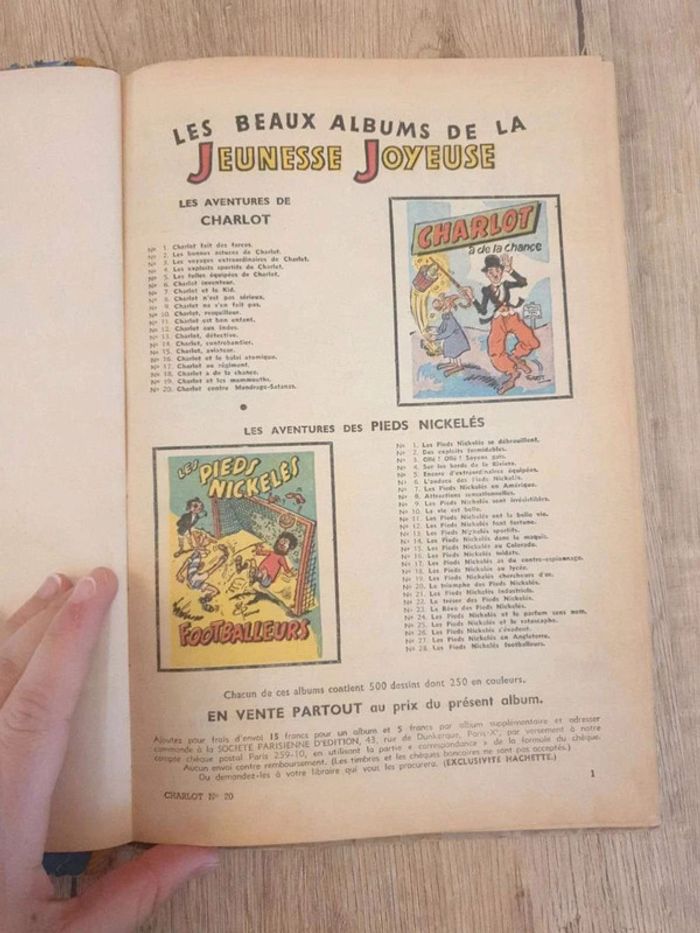 LES BEAUX ALBUMS DE LA
JEUNESSE JOYEUSE
LES AVENTURES DE
CHARLOT
Nº 1. Charlot fait des farces.
Nº 2. Les bonnes astuces de Charlot.
Nº 3. Les voyages extraordinaires de Charlot.
Nº 4. Les exploits sportifs de Charlot.
Nº 5. Les folles équipées de Charlot.
Nº 6. Charlot inventeur.
Nº 7. Charlot et le Kid.
Nº 8. Charlot n'est pas sérieux.
Nº 9. Charlot ne s'en fait pas.
Nº 10. Charlot, resquilleur.
Nº 11. Charlot est bon enfant.
Nº 12. Charlot aux Indes.
Nº 13. Charlot, détective.
Nº 14. Charlot, contrebandier.
Nº 15. Charlot, aviateur.
Nº 16. Charlot et le balai atomique.
Nº 17. Charlot au régiment.
Nº 18. Charlot a de la chance.
Nº 19. Charlot et les mammouths.
Nº 20. Charlot contre Mandrago-Satanas.
CHARLOT
a de la chance
LES AVENTURES DES PIEDS NICKELÉS
LES PIEDS
NICKELÉS
FOOTBALLEURS
Nº 1. Les Pieds Nickelés se débrouillent.
Nº 2. Des exploits formidables.
Nº 3. Ollé ! Ollé ! Soyons gais.
Nº 4. Sur les bords de la Riviera.
Nº 5. Encore d'extraordinaires équipées.
Nº 6. L'audace des Pieds Nickelés.
Nº 7. Les Pieds Nickelés en Amérique.
Nº 8. Attractions sensationnelles.
Nº 9. Les Pieds Nickelés sont irrésistibles.
Nº 10. La vie est belle.
Nº 11. Les Pieds Nickelés ont la belle vie.
Nº 12. Les Pieds Nickelés font fortune.
Nº 13. Les Pieds Nickelés sportifs.
Nº 14. Les Pieds Nickelés dans le maquis.
Nº 15. Les Pieds Nickelés au Colorado.
Nº 16. Les Pieds Nickelés soldats.
Nº 17. Les Pieds Nickelés as du contre-espionnage.
Nº 18. Les Pieds Nickelés au lycée.
Nº 19. Les Pieds Nickelés chercheurs d'or.
Nº 20. Le triomphe des Pieds Nickelés.
Nº 21. Les Pieds Nickelés industriels.
Nº 22. Le trésor des Pieds Nickelés.
Nº 23. Le Rêve des Pieds Nickelés.
Nº 24. Les Pieds Nickelés et le parfum sans nom.
Nº 25. Les Pieds Nickelés et le rotoscaphe.
Nº 26. Les Pieds Nickelés s'évadent.
Nº 27. Les Pieds Nickelés en Angleterre.
Nº 28. Les Pieds Nickelés footballeurs.
Chacun de ces albums contient 500 dessins dont 250 en couleurs.
EN VENTE PARTOUT au prix du présent album.
Ajoutez pour frais d'envoi 15 francs pour un album et 5 francs par album supplémentaire et adresser
commande à la SOCIÉTÉ PARISIENNE D'ÉDITION, 43, rue de Dunkerque, Paris-Xe, par versement à notre
compte chèque postal Paris 259-10, en utilisant la partie « correspondance » de la formule du chèque.
Aucun envoi contre remboursement. (Les timbres et les chèques bancaires ne sont pas acceptés.)
Ou demandez-les à votre libraire qui vous les procurera. (EXCLUSIVITÉ HACHETTE.)
1
CHARLOT Nº 20